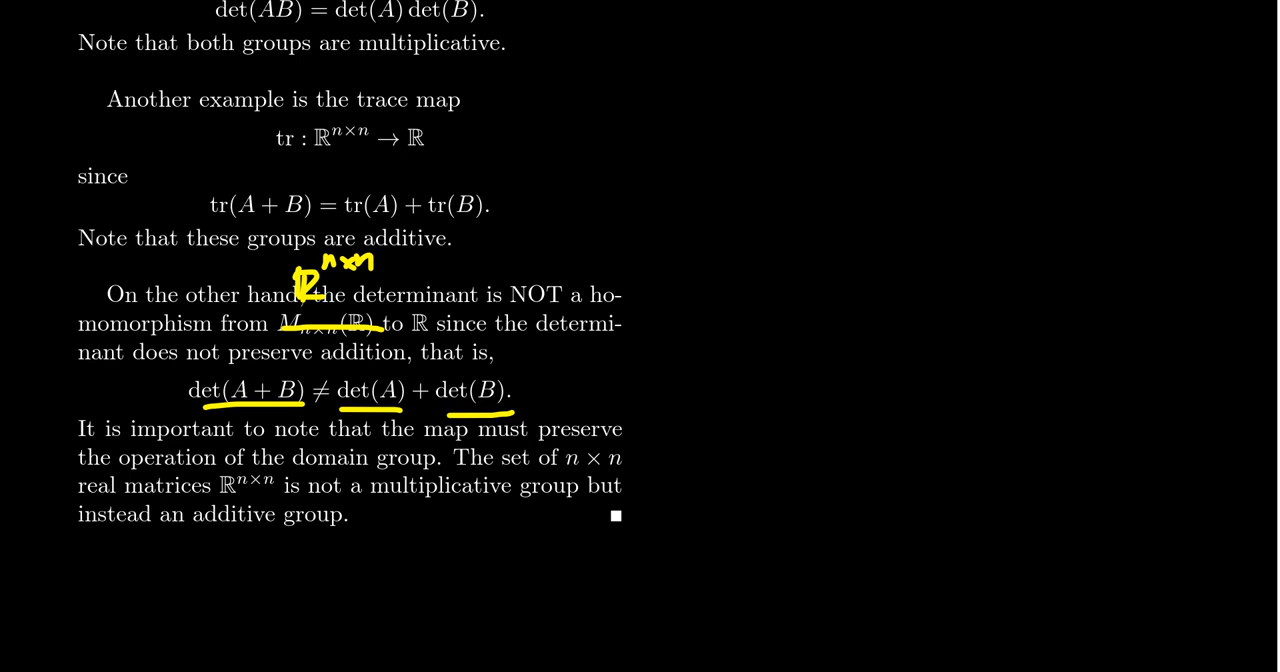 det(AB) = det(A) det(B).
Note that both groups are multiplicative.
Another example is the trace map
tr : ℝⁿˣⁿ → ℝ
since
tr(A + B) = tr(A) + tr(B).
Note that these groups are additive.
ℝⁿˣⁿ
On the other hand, the determinant is NOT a ho-
momorphism from Mₙₓₙ(ℝ) to ℝ since the determi-
nant does not preserve addition, that is,
det(A + B) ≠ det(A) + det(B).
It is important to note that the map must preserve
the operation of the domain group. The set of n × n
real matrices ℝⁿˣⁿ is not a multiplicative group but
instead an additive group. ■